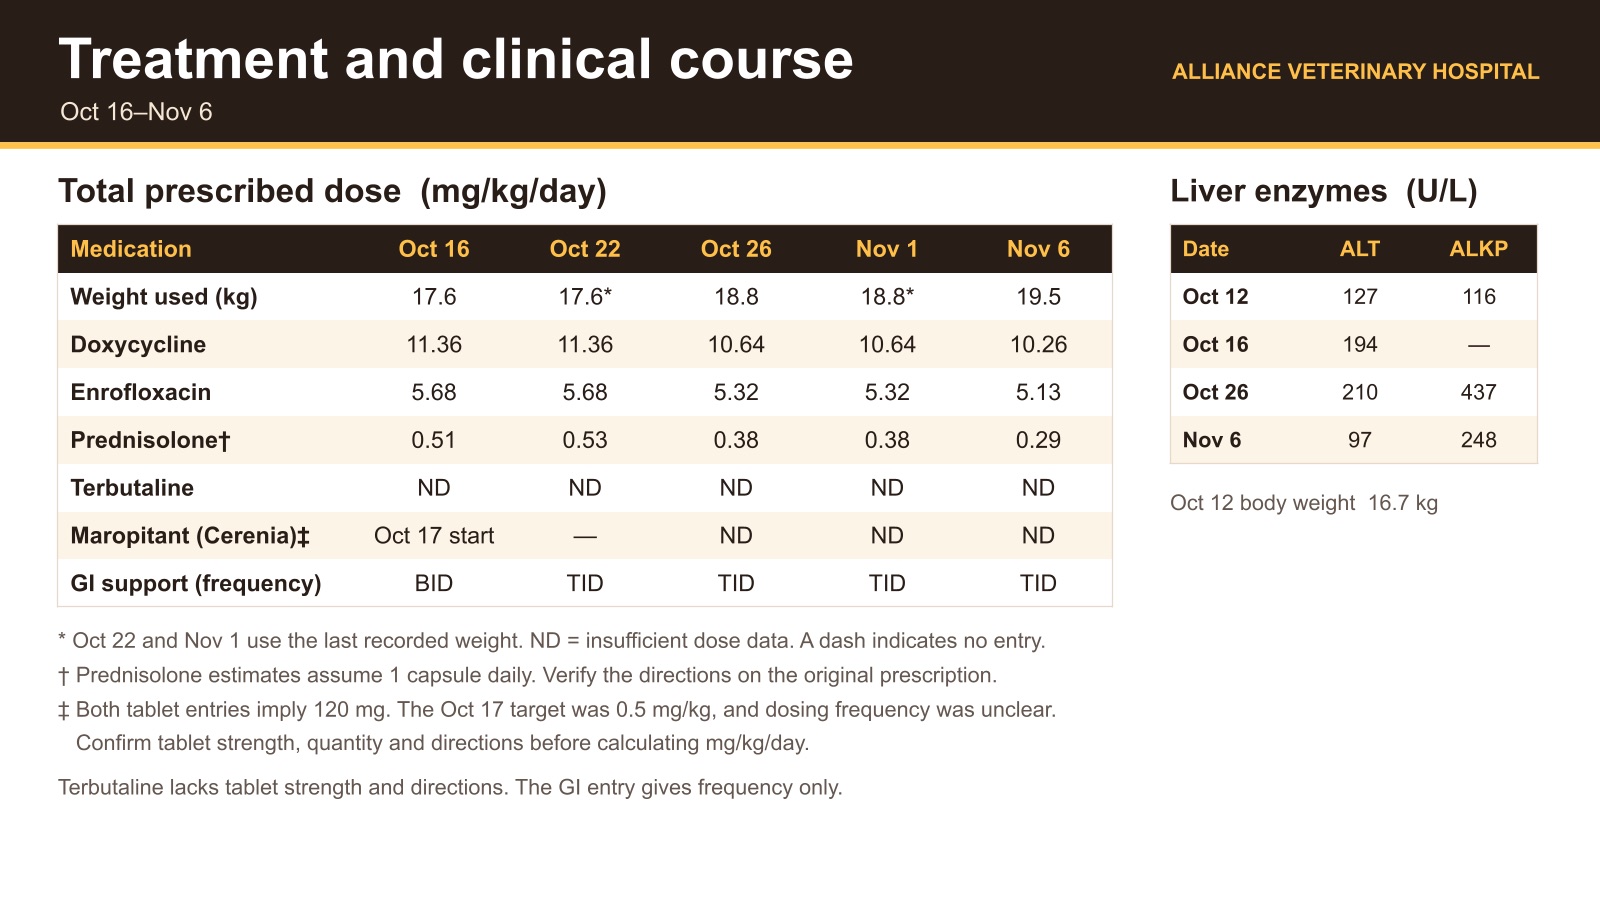 Treatment and clinical course
Oct 16–Nov 6
ALLIANCE VETERINARY HOSPITAL
Total prescribed dose (mg/kg/day)
Medication Oct 16 Oct 22 Oct 26 Nov 1 Nov 6
Weight used (kg) 17.6 17.6* 18.8 18.8* 19.5
Doxycycline 11.36 11.36 10.64 10.64 10.26
Enrofloxacin 5.68 5.68 5.32 5.32 5.13
Prednisolone† 0.51 0.53 0.38 0.38 0.29
Terbutaline ND ND ND ND ND
Maropitant (Cerenia)‡ Oct 17 start — ND ND ND
GI support (frequency) BID TID TID TID TID
* Oct 22 and Nov 1 use the last recorded weight. ND = insufficient dose data. A dash indicates no entry.
† Prednisolone estimates assume 1 capsule daily. Verify the directions on the original prescription.
‡ Both tablet entries imply 120 mg. The Oct 17 target was 0.5 mg/kg, and dosing frequency was unclear.
Confirm tablet strength, quantity and directions before calculating mg/kg/day.
Terbutaline lacks tablet strength and directions. The GI entry gives frequency only.
Liver enzymes (U/L)
Date ALT ALKP
Oct 12 127 116
Oct 16 194 —
Oct 26 210 437
Nov 6 97 248
Oct 12 body weight 16.7 kg